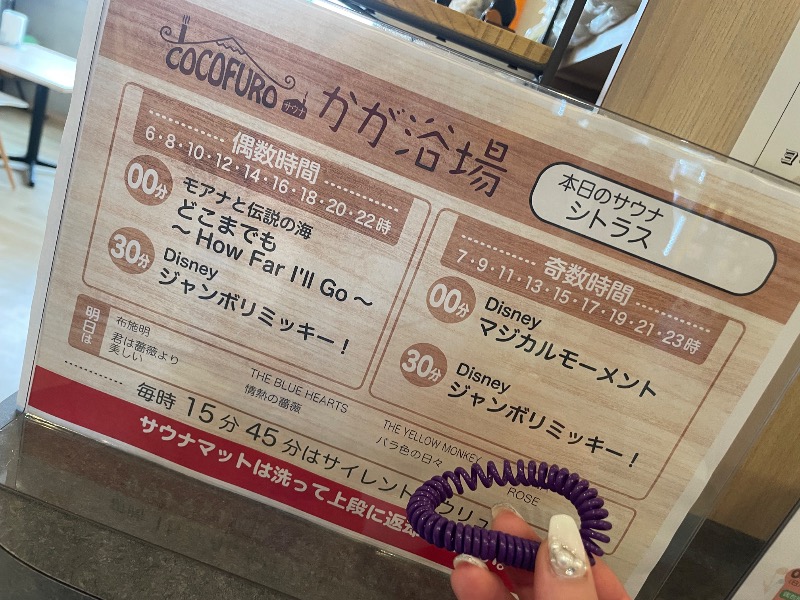 COCOFURO サウナ かが浴場
本日のサウナ
シトラス
偶数時間
6・8・10・12・14・16・18・20・22時
00分
モアナと伝説の海
どこまでも
～ How Far I'll Go ～
30分
Disney
ジャンボリミッキー！
奇数時間
7・9・11・13・15・17・19・21・23時
00分
Disney
マジカルモーメント
30分
Disney
ジャンボリミッキー！
明日は
布施明
君は薔薇より
美しい
THE BLUE HEARTS
情熱の薔薇
THE YELLOW MONKEY
バラ色の日々
ROSE
毎時 15分 45分はサイレント
サウナマットは洗って上段に返却